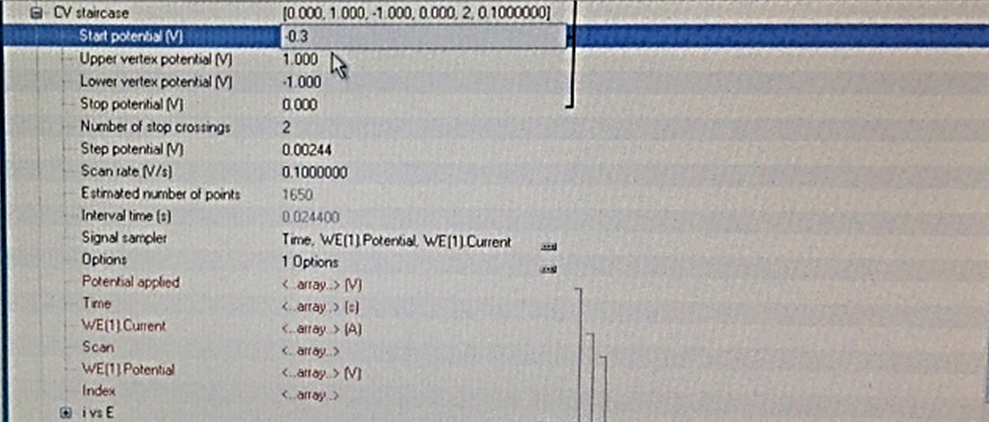 CV staircase [0.000, 1.000, -1.000, 0.000, 2, 0.1000000]
Start potential (V) -0.3
Upper vertex potential (V) 1.000
Lower vertex potential (V) -1.000
Stop potential (V) 0.000
Number of stop crossings 2
Step potential (V) 0.00244
Scan rate (V/s) 0.1000000
Estimated number of points 1650
Interval time (s) 0.024400
Signal sampler Time, WE(1).Potential, WE(1).Current ...
Options 1 Options ...
Potential applied <..array..> (V)
Time <..array..> (s)
WE(1).Current <..array..> (A)
Scan <..array..>
WE(1).Potential <..array..> (V)
Index <..array..>
i vs E